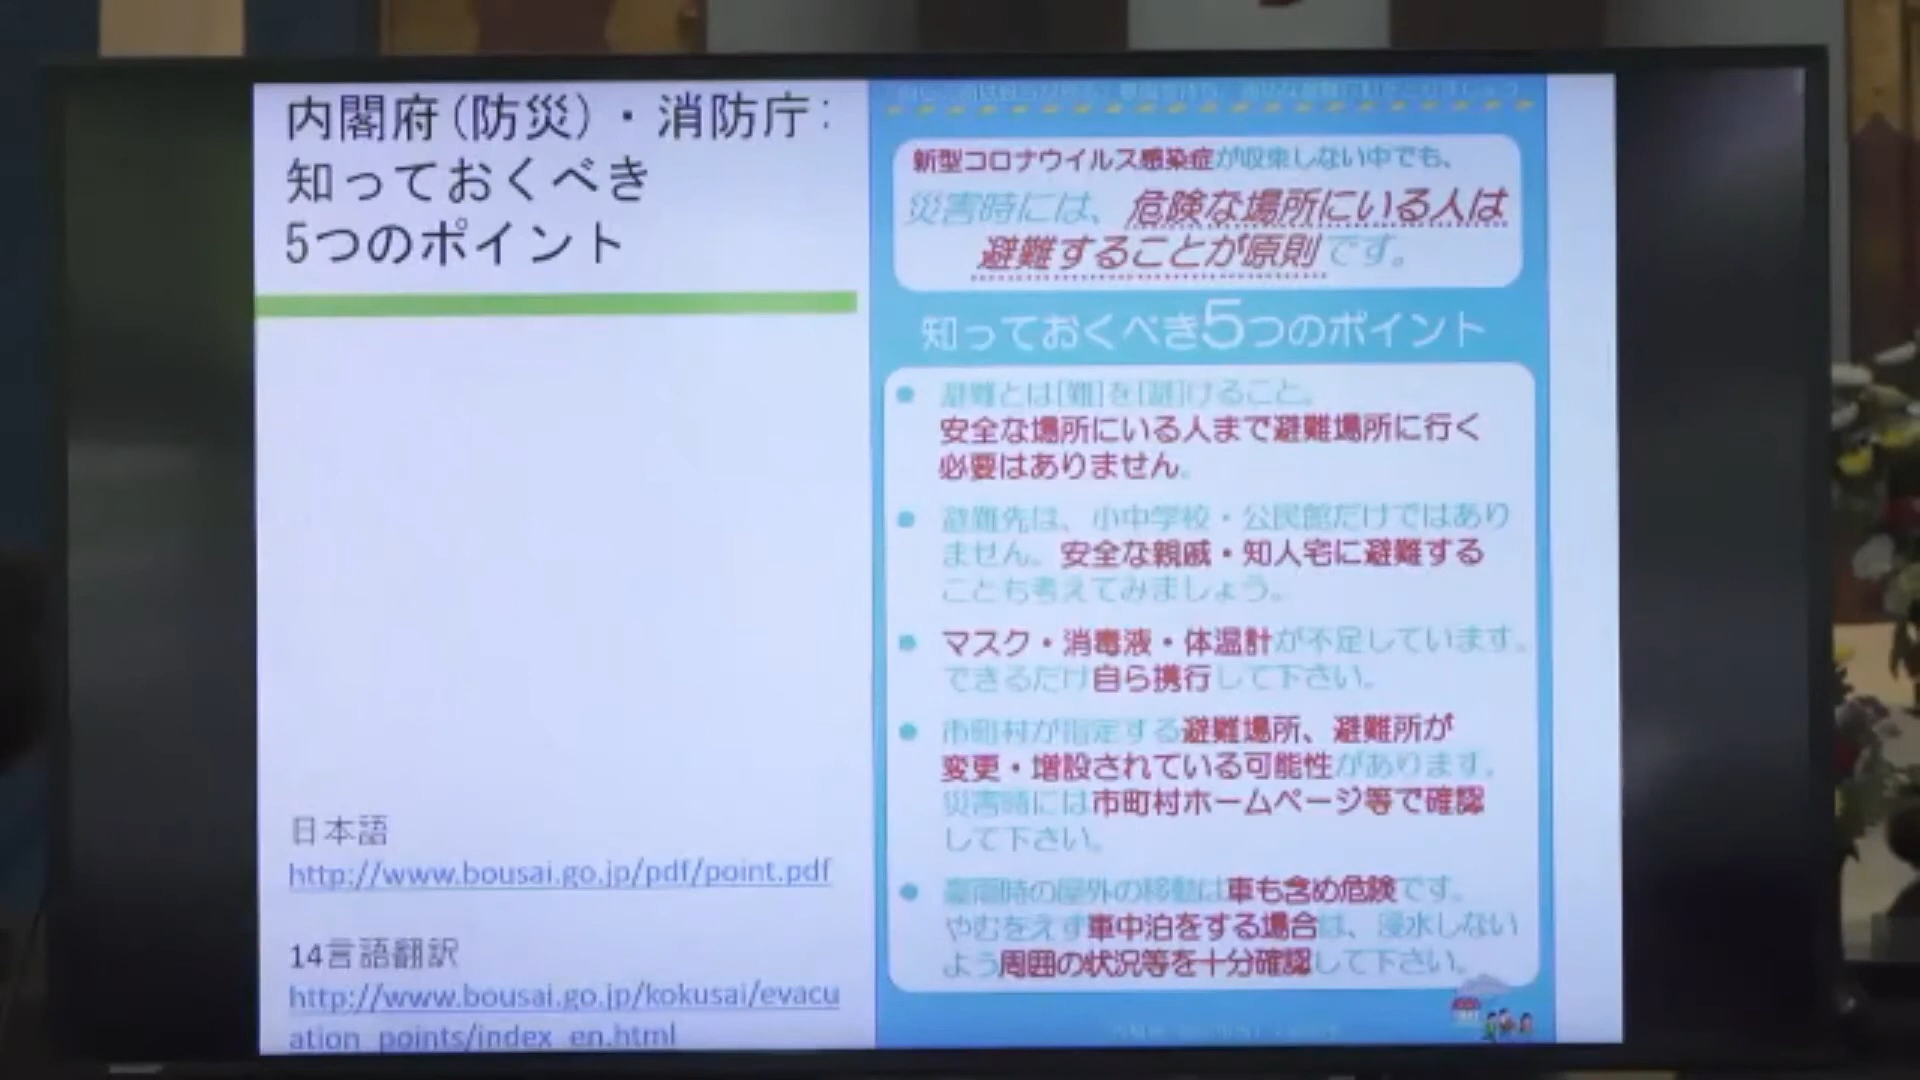 内閣府(防災)・消防庁:
知っておくべき
5つのポイント
日本語
http://www.bousai.go.jp/pdf/point.pdf
14言語翻訳
http://www.bousai.go.jp/kokusai/evacu
ation_points/index_en.html
新型コロナウイルス感染症が収束しない中でも、
災害時には、危険な場所にいる人は
避難することが原則です。
知っておくべき5つのポイント
● 避難とは[難]を[避]けること。
安全な場所にいる人まで避難場所に行く
必要はありません。
● 避難先は、小中学校・公民館だけではあり
ません。安全な親戚・知人宅に避難する
ことも考えてみましょう。
● マスク・消毒液・体温計が不足しています。
できるだけ自ら携行して下さい。
● 市町村が指定する避難場所、避難所が
変更・増設されている可能性があります。
災害時には市町村ホームページ等で確認
して下さい。
● 豪雨時の屋外の移動は車も含め危険です。
やむをえず車中泊をする場合は、浸水しない
よう周囲の状況等を十分確認して下さい。